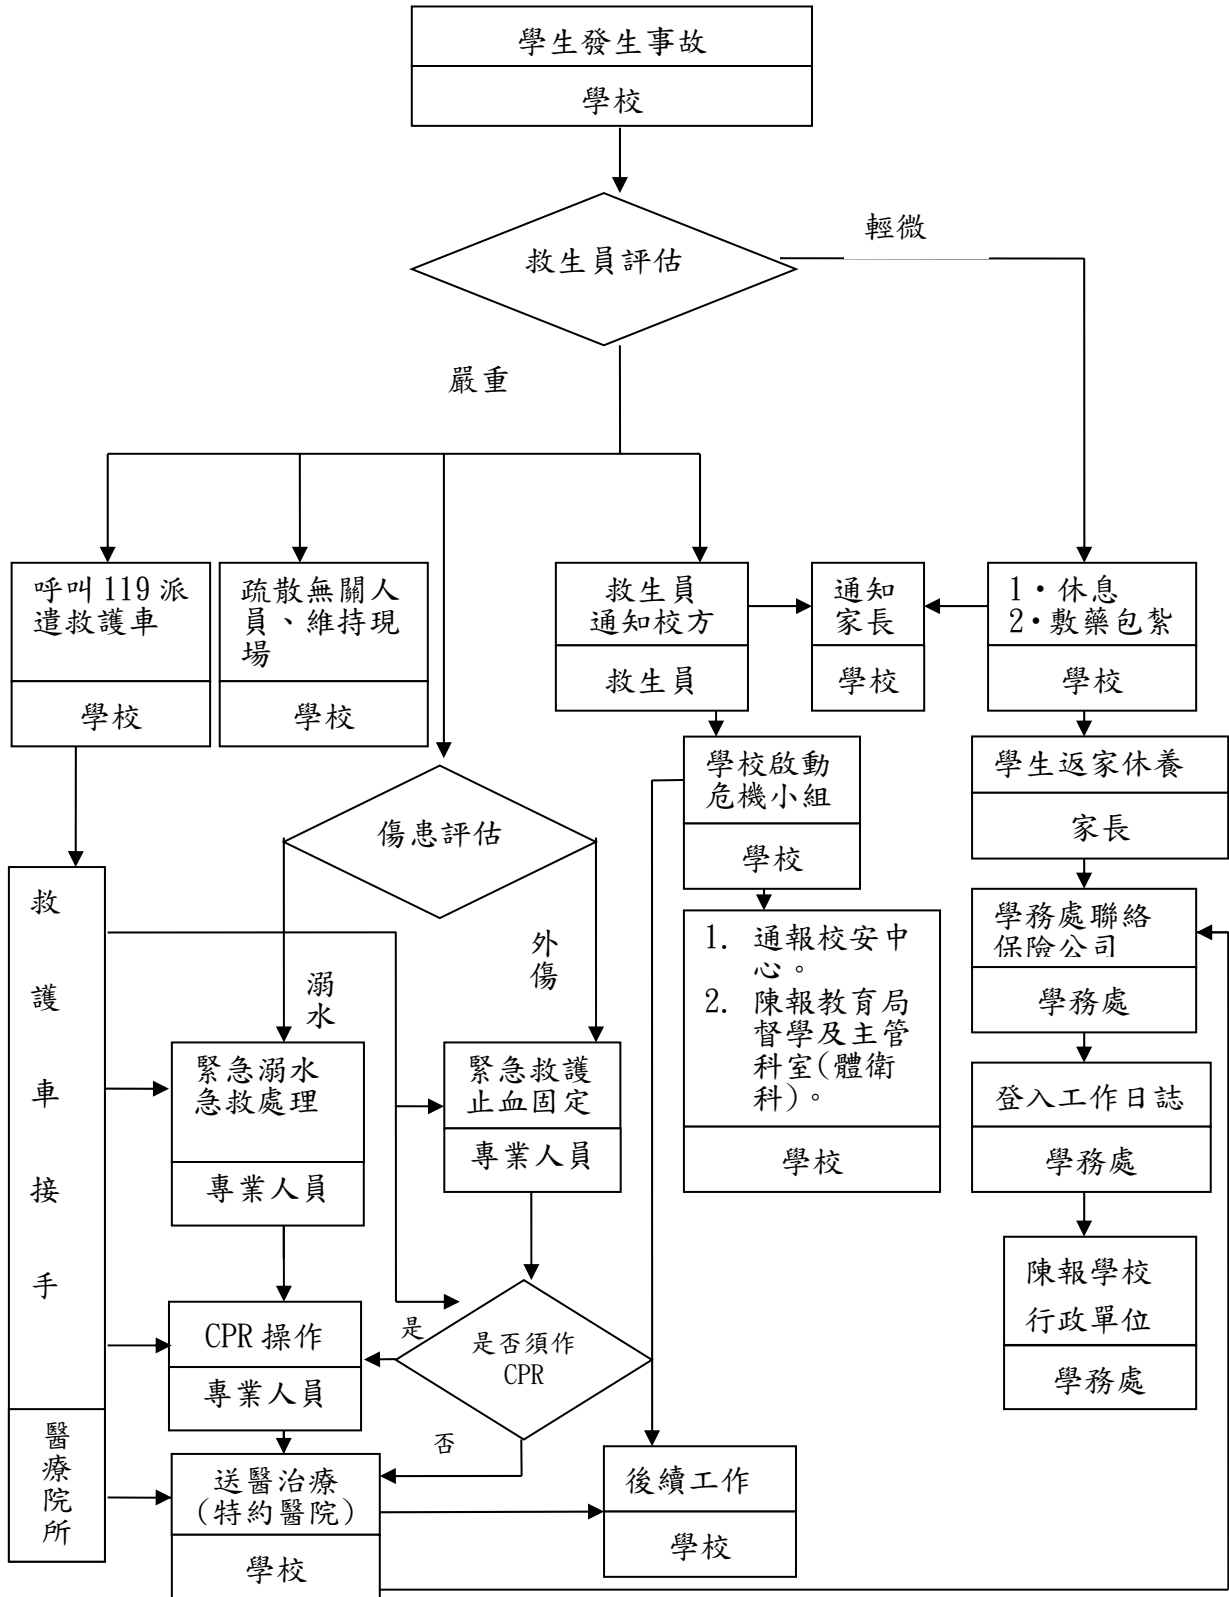 學生發生事故
學校
救生員評估
輕微
嚴重
呼叫 119 派
遣救護車
學校
疏散無關人
員、維持現
場
學校
救生員
通知校方
救生員
通知
家長
學校
1·休息
2·敷藥包紮
學校
傷患評估
學校啟動
危機小組
學校
學生返家休養
家長
救
護
車
接
手
醫
療
院
所
溺
水
外
傷
1. 通報校安中
心。
2. 陳報教育局
督學及主管
科室(體衛
科)。
學校
學務處聯絡
保險公司
學務處
緊急溺水
急救處理
專業人員
緊急救護
止血固定
專業人員
登入工作日誌
學務處
CPR 操作
專業人員
是
是否須作
CPR
否
陳報學校
行政單位
學務處
送醫治療
(特約醫院)
學校
後續工作
學校